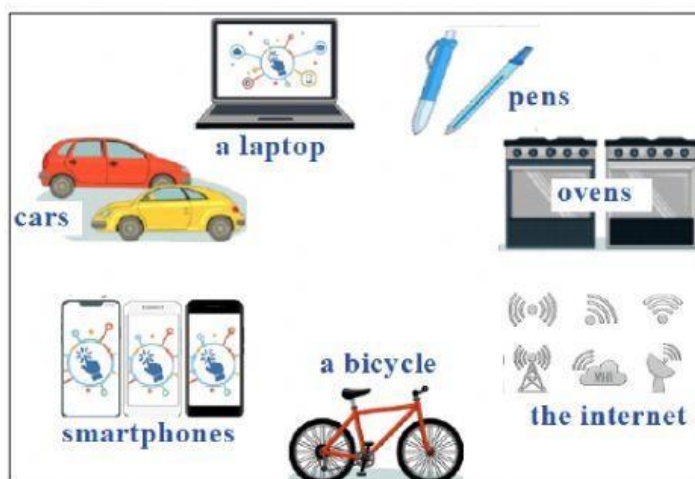 a laptop
pens
cars
ovens
smartphones
a bicycle
the internet